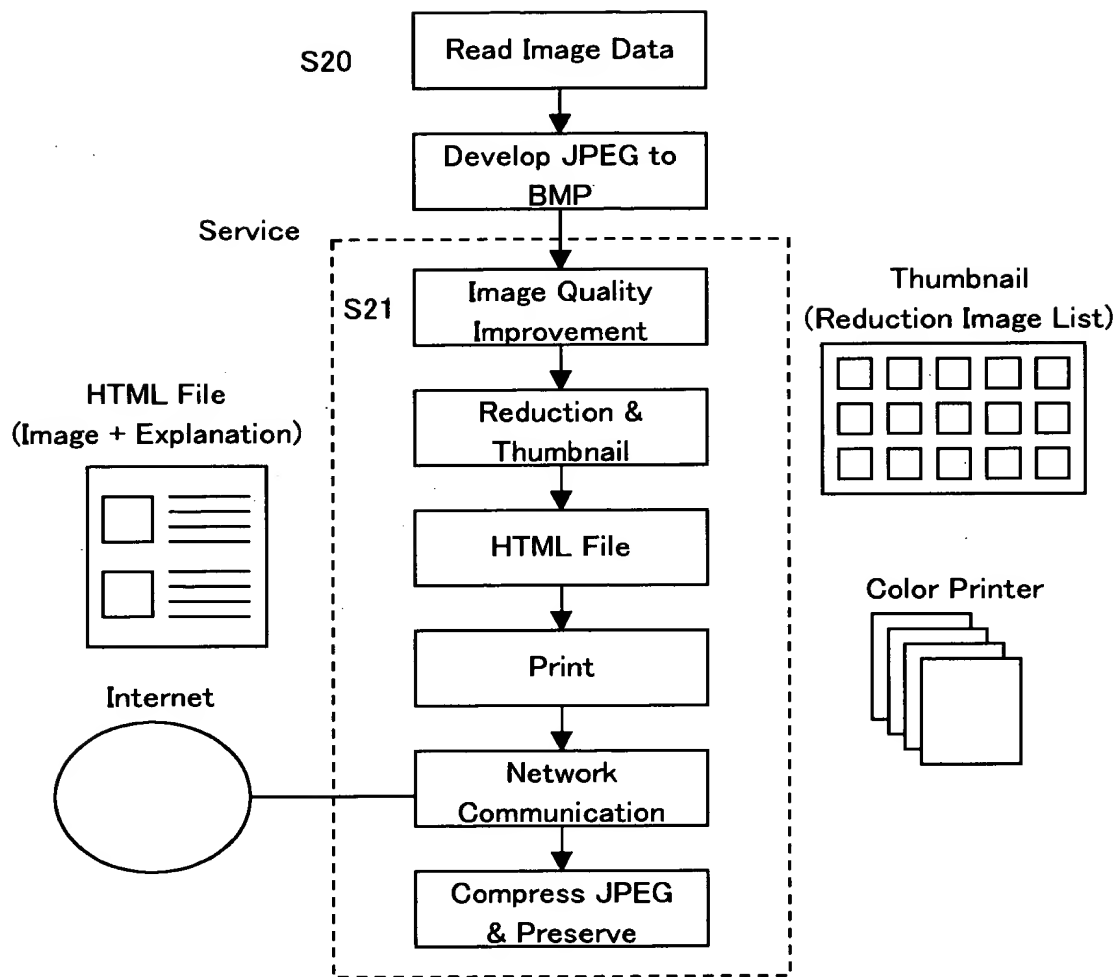 S20
Read Image Data
Develop JPEG to
BMP
Service
S21
Image Quality
Improvement
Thumbnail
(Reduction Image List)
HTML File
(Image + Explanation)
Reduction &
Thumbnail
HTML File
Color Printer
Print
Internet
Network
Communication
Compress JPEG
& Preserve